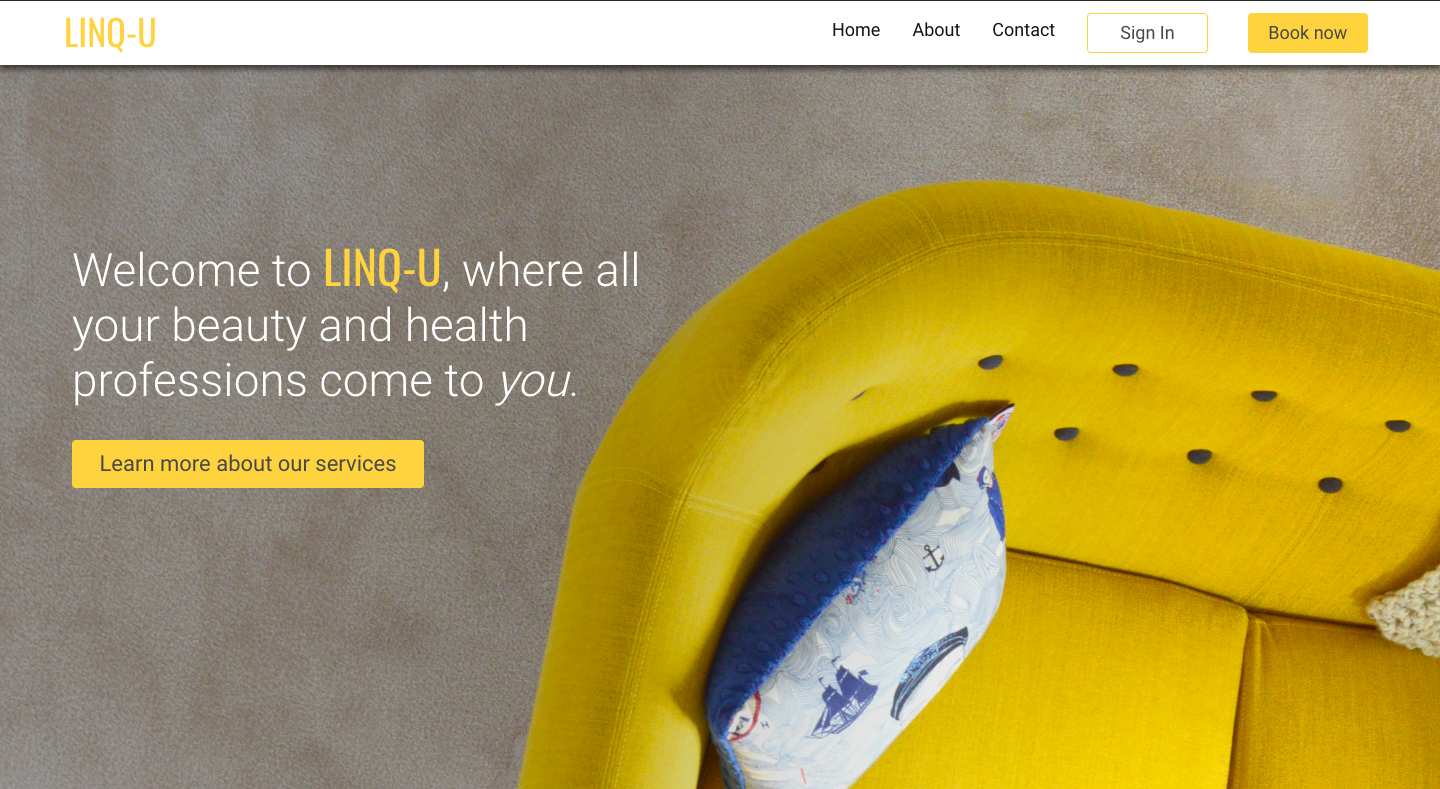 LINQ-U
Home About Contact Sign In Book now
Welcome to LINQ-U, where all
your beauty and health
professions come to you.
Learn more about our services